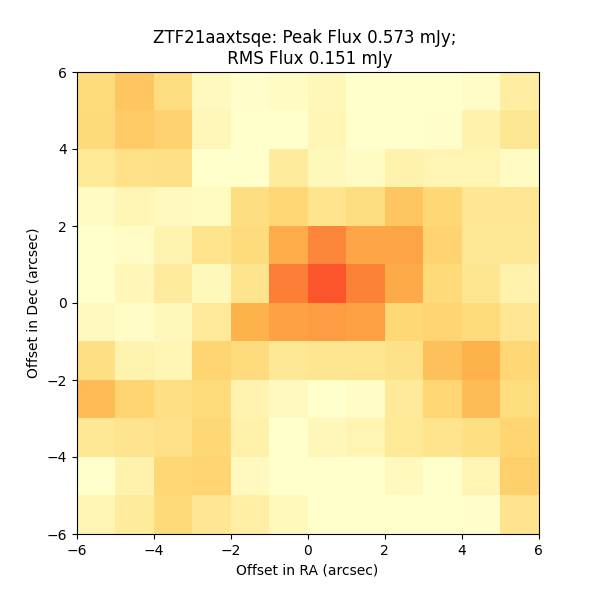 ZTF21aaxtsqe: Peak Flux 0.573 mJy;
RMS Flux 0.151 mJy
6
4
2
0
−2
−4
−6
Offset in Dec (arcsec)
−6 −4 −2 0 2 4 6
Offset in RA (arcsec)